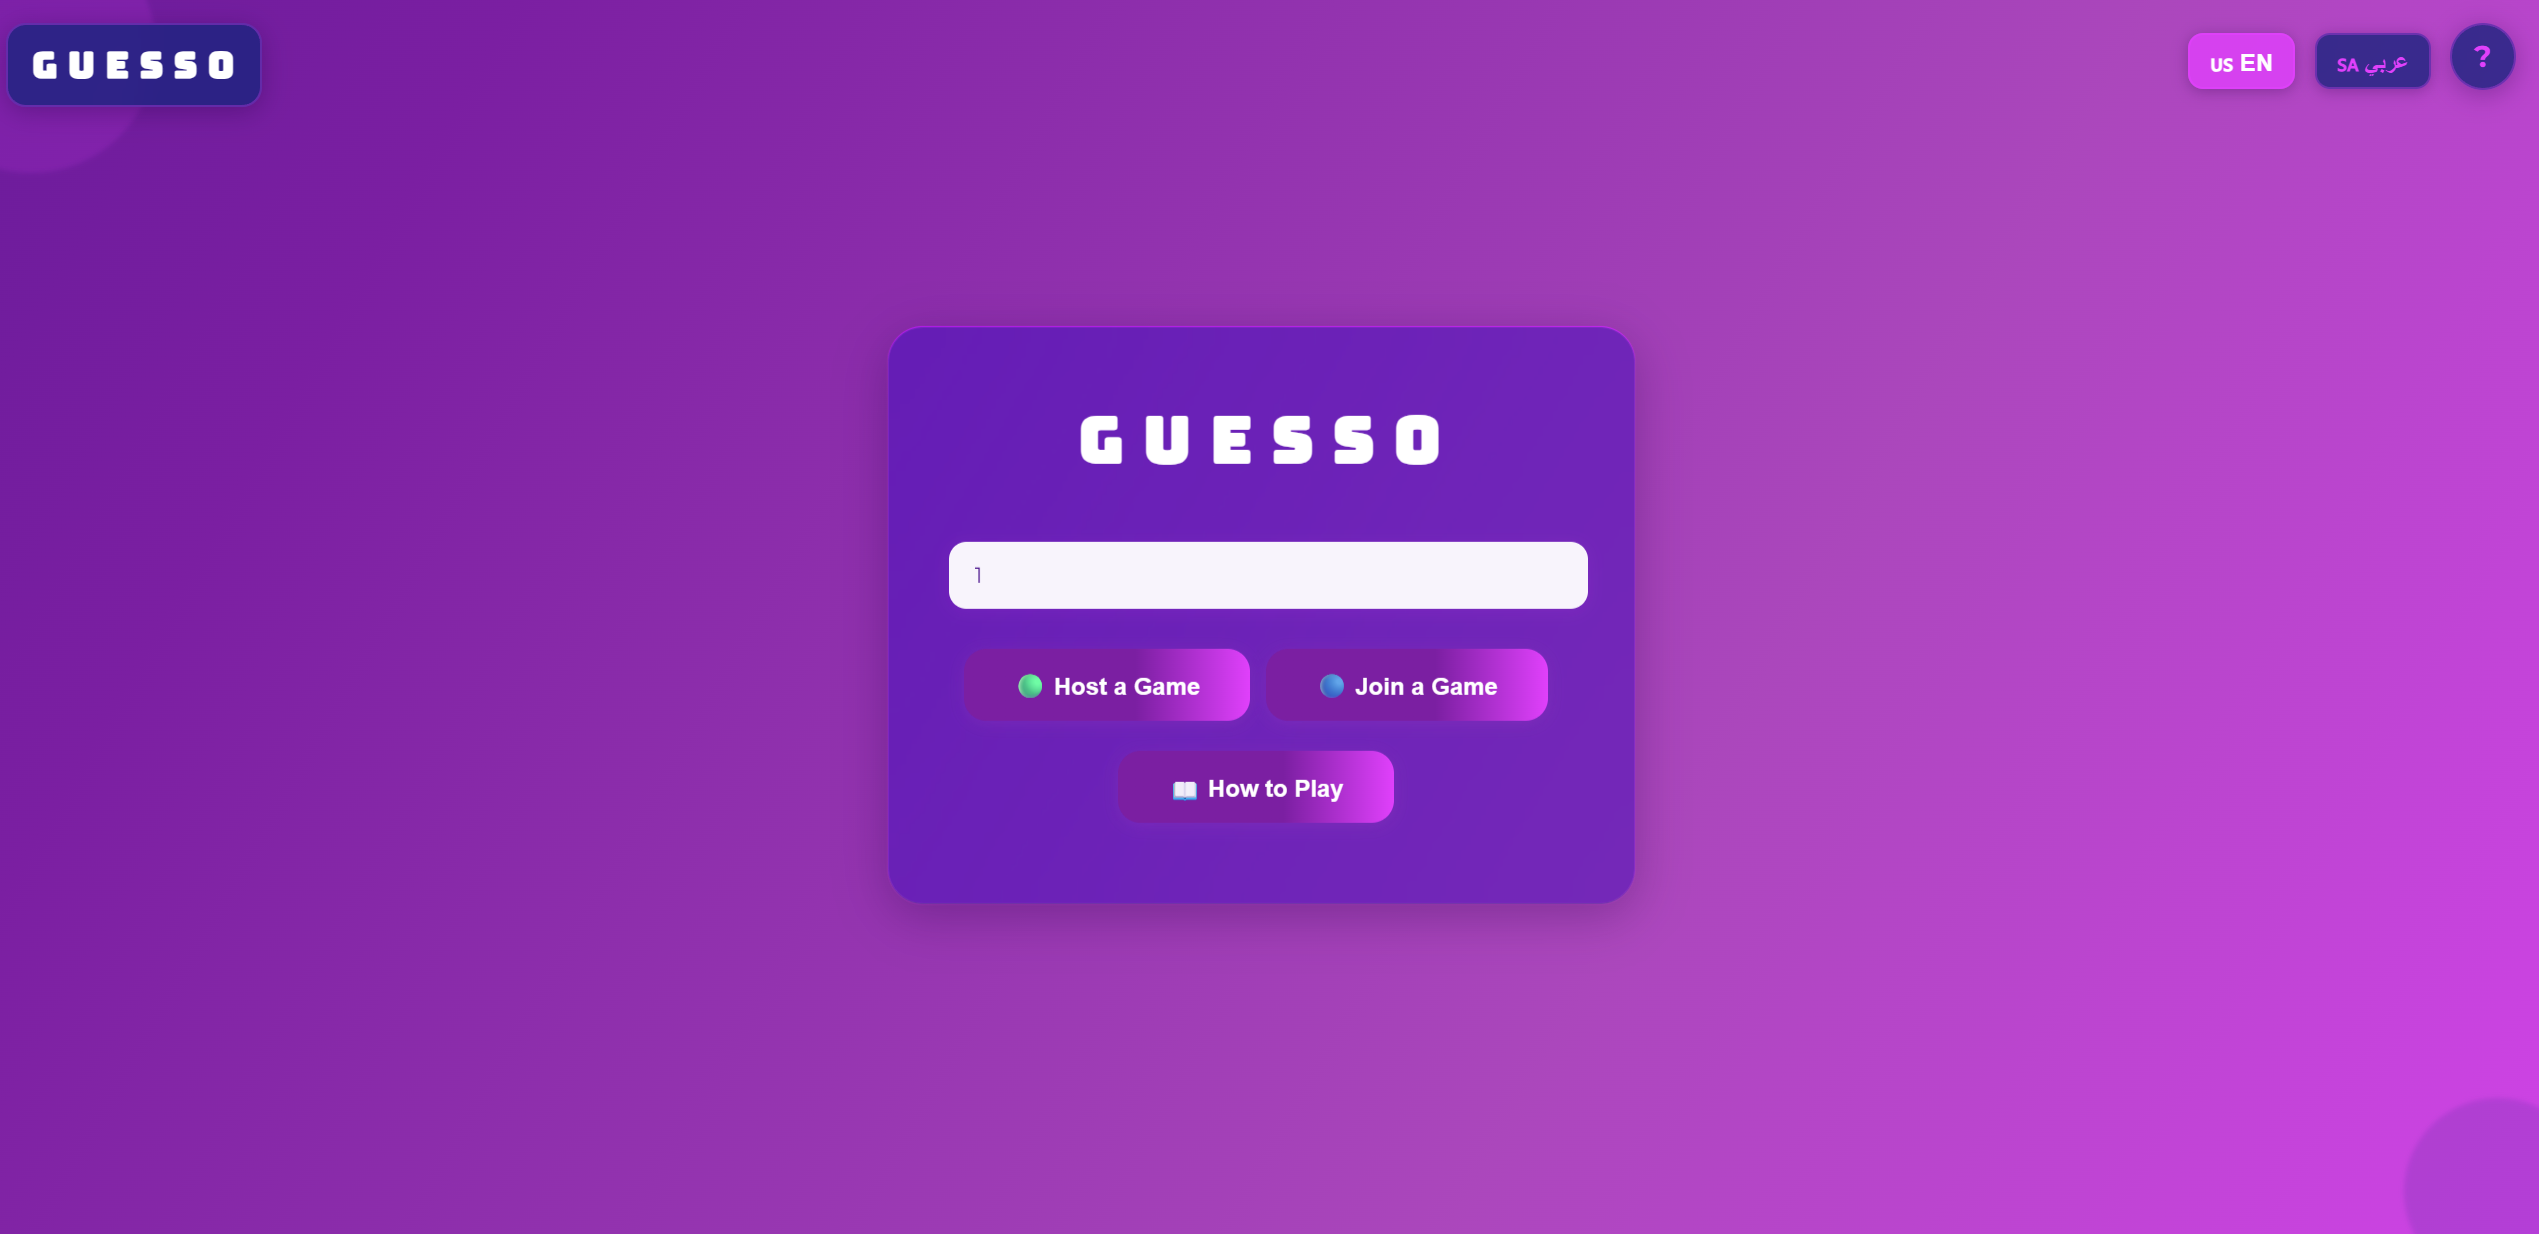 GUESSO
US EN
SA عربي
?
GUESSO
1
Host a Game
Join a Game
How to Play